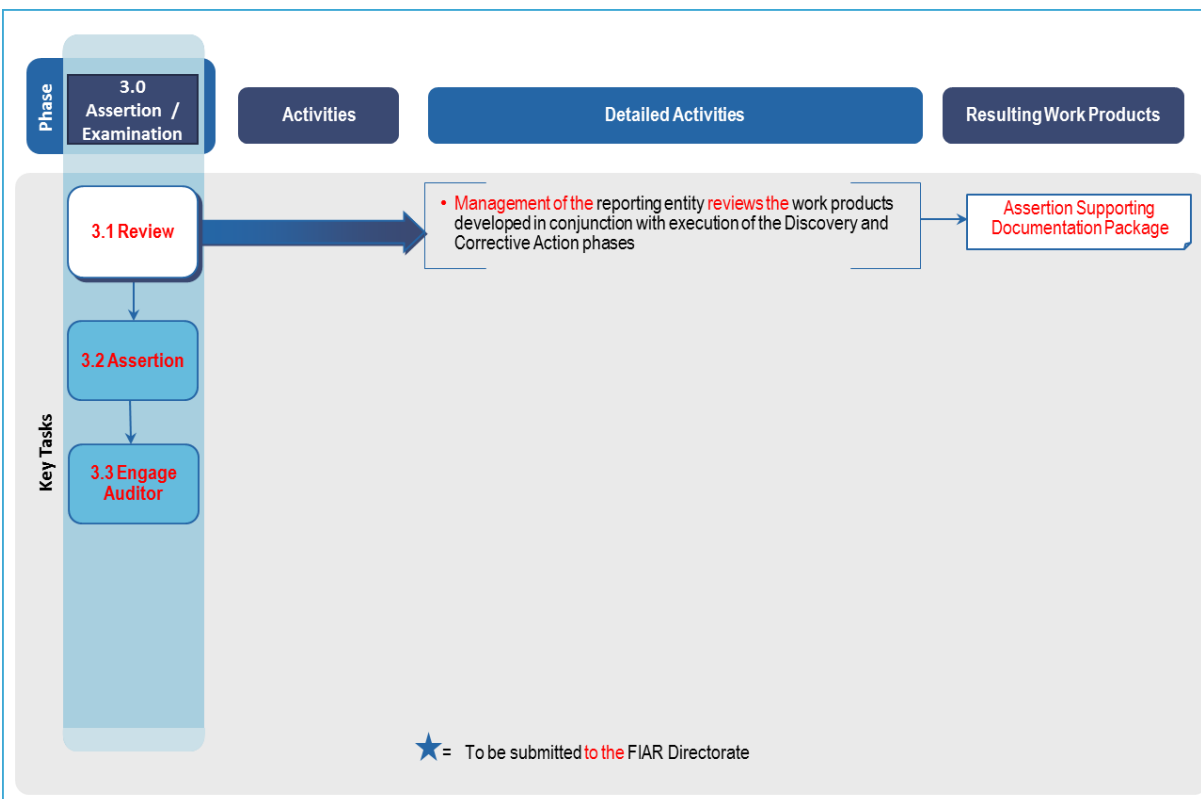 Phase
3.0
Assertion /
Examination
Activities
Detailed Activities
Resulting Work Products
Key Tasks
3.1 Review
• Management of the reporting entity reviews the work products
developed in conjunction with execution of the Discovery and
Corrective Action phases
Assertion Supporting
Documentation Package
3.2 Assertion
3.3 Engage
Auditor
= To be submitted to the FIAR Directorate